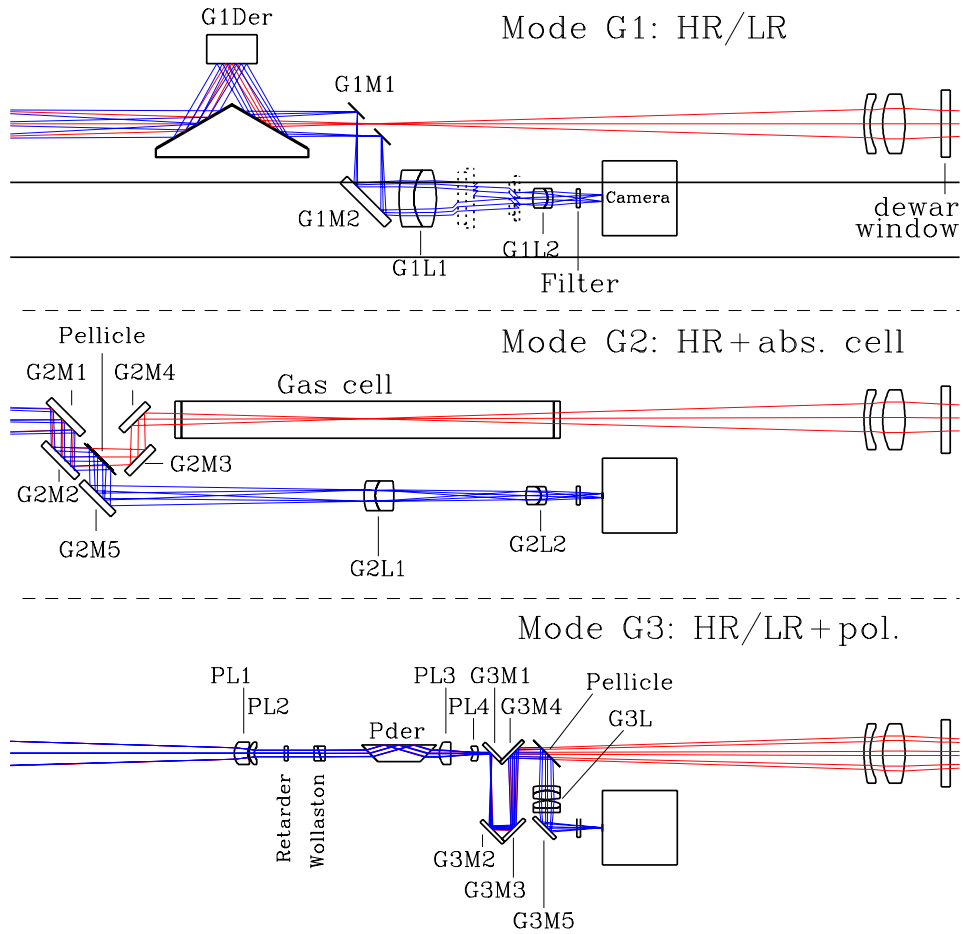 G1Der
Mode G1: HR/LR
G1M1
G1M2
Camera
G1L1
G1L2
Filter
dewar
window
Pellicle
Mode G2: HR+abs. cell
G2M1
G2M4
Gas cell
G2M3
G2M2
G2M5
G2L1
G2L2
Mode G3: HR/LR+pol.
PL1
PL2
PL3
G3M1
Pellicle
PL4
G3M4
G3L
Pder
Retarder
Wollaston
G3M2
G3M3
G3M5